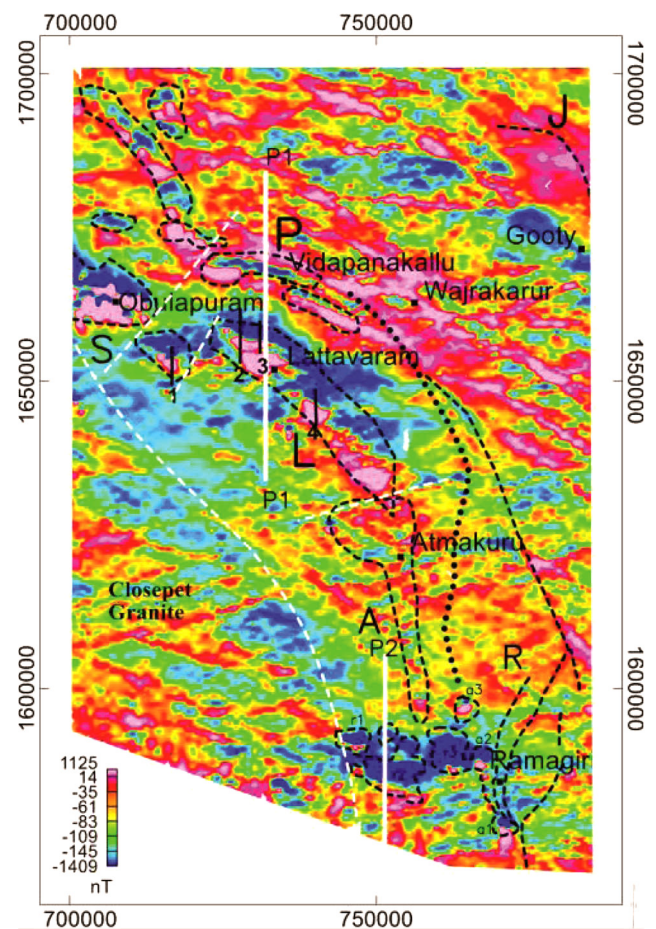 700000 750000
1700000 1700000
J
P1
P
Gooty
Vidapanakallu
Obulapuram
Wajrakarur
S
Lattavaram
1 2 3
1650000 1650000
4
L
P1
Atmakuru
Closepet
Granite
A
P2
R
1600000 1600000
a3
r1
a2
r3
Ramagir
a1
1125
14
-35
-61
-83
-109
-145
-1409
nT
700000 750000